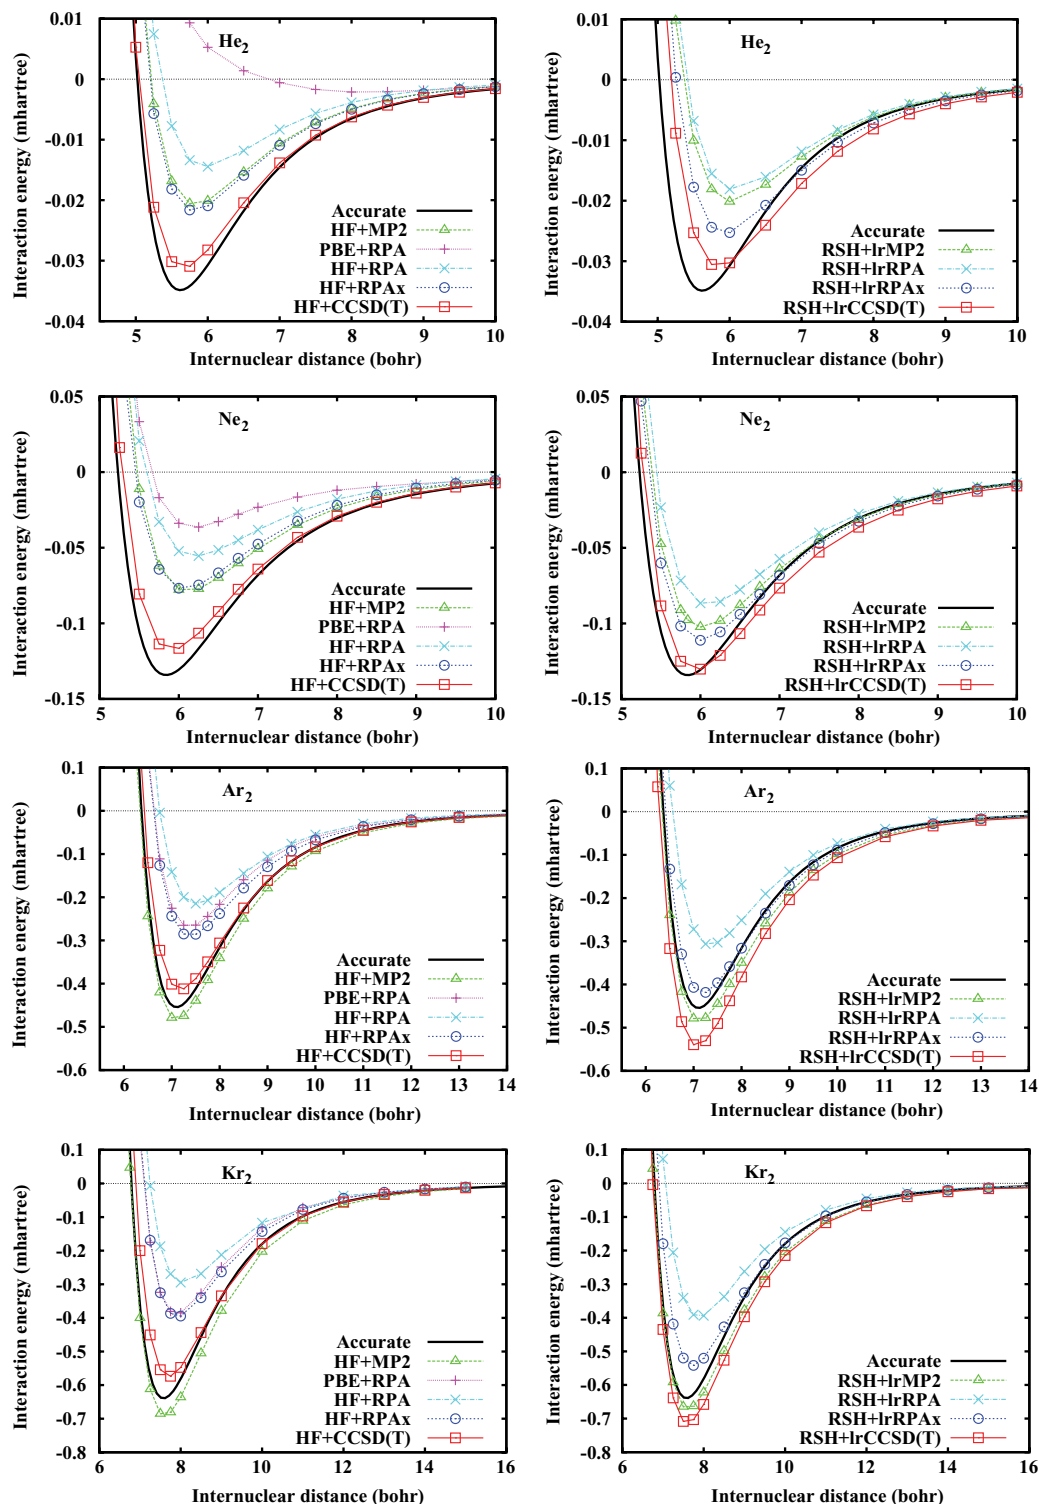 0.01
0
-0.01
-0.02
-0.03
-0.04
Interaction energy (mhartree)
He2
Accurate
HF+MP2
PBE+RPA
HF+RPA
HF+RPAx
HF+CCSD(T)
5 6 7 8 9 10
Internuclear distance (bohr)
0.01
0
-0.01
-0.02
-0.03
-0.04
Interaction energy (mhartree)
He2
Accurate
RSH+lrMP2
RSH+lrRPA
RSH+lrRPAx
RSH+lrCCSD(T)
5 6 7 8 9 10
Internuclear distance (bohr)
0.05
0
-0.05
-0.1
-0.15
Interaction energy (mhartree)
Ne2
Accurate
HF+MP2
PBE+RPA
HF+RPA
HF+RPAx
HF+CCSD(T)
5 6 7 8 9 10
Internuclear distance (bohr)
0.05
0
-0.05
-0.1
-0.15
Interaction energy (mhartree)
Ne2
Accurate
RSH+lrMP2
RSH+lrRPA
RSH+lrRPAx
RSH+lrCCSD(T)
5 6 7 8 9 10
Internuclear distance (bohr)
0.1
0
-0.1
-0.2
-0.3
-0.4
-0.5
-0.6
Interaction energy (mhartree)
Ar2
Accurate
HF+MP2
PBE+RPA
HF+RPA
HF+RPAx
HF+CCSD(T)
6 7 8 9 10 11 12 13 14
Internuclear distance (bohr)
0.1
0
-0.1
-0.2
-0.3
-0.4
-0.5
-0.6
Interaction energy (mhartree)
Ar2
Accurate
RSH+lrMP2
RSH+lrRPA
RSH+lrRPAx
RSH+lrCCSD(T)
6 7 8 9 10 11 12 13 14
Internuclear distance (bohr)
0.1
0
-0.1
-0.2
-0.3
-0.4
-0.5
-0.6
-0.7
-0.8
Interaction energy (mhartree)
Kr2
Accurate
HF+MP2
PBE+RPA
HF+RPA
HF+RPAx
HF+CCSD(T)
6 8 10 12 14 16
Internuclear distance (bohr)
0.1
0
-0.1
-0.2
-0.3
-0.4
-0.5
-0.6
-0.7
-0.8
Interaction energy (mhartree)
Kr2
Accurate
RSH+lrMP2
RSH+lrRPA
RSH+lrRPAx
RSH+lrCCSD(T)
6 8 10 12 14 16
Internuclear distance (bohr)